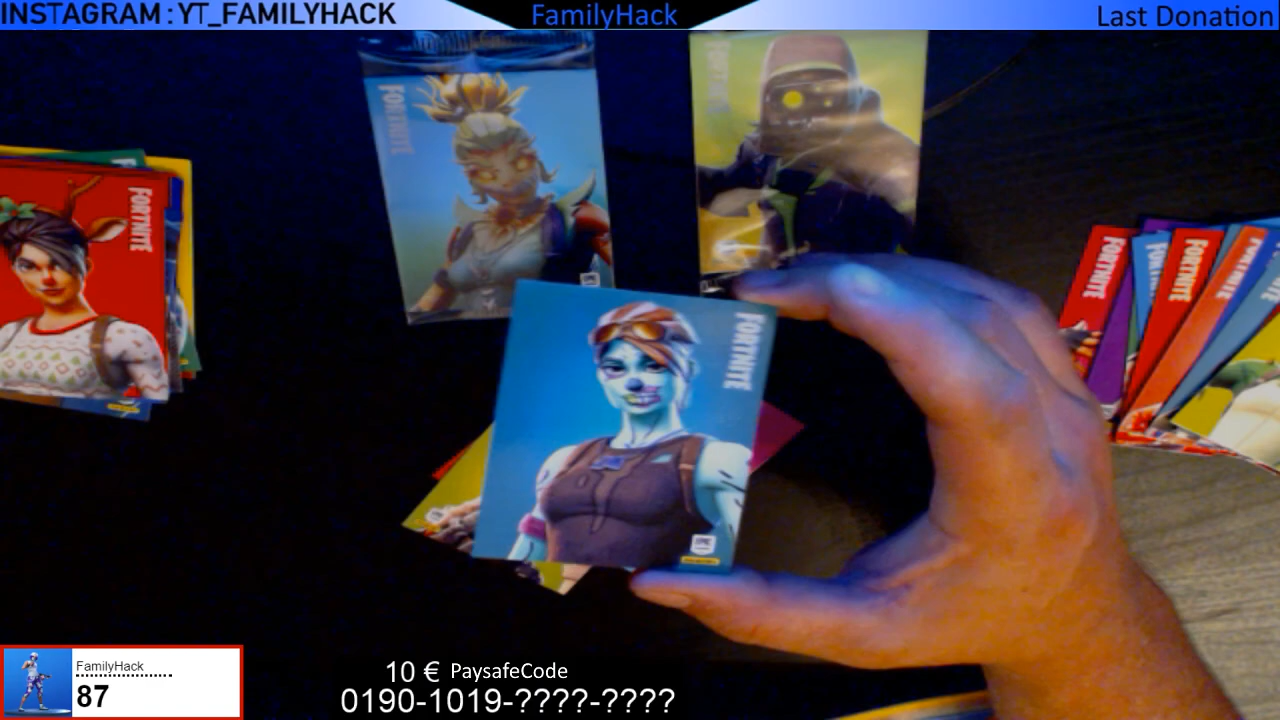 INSTAGRAM : YT_FAMILYHACK
FamilyHack
Last Donation
FORTNITE
FORTNITE
FORTNITE
FORTNITE
FORTNITE
FORTNITE
FamilyHack
87
10 € PaysafeCode
0190-1019-????-????